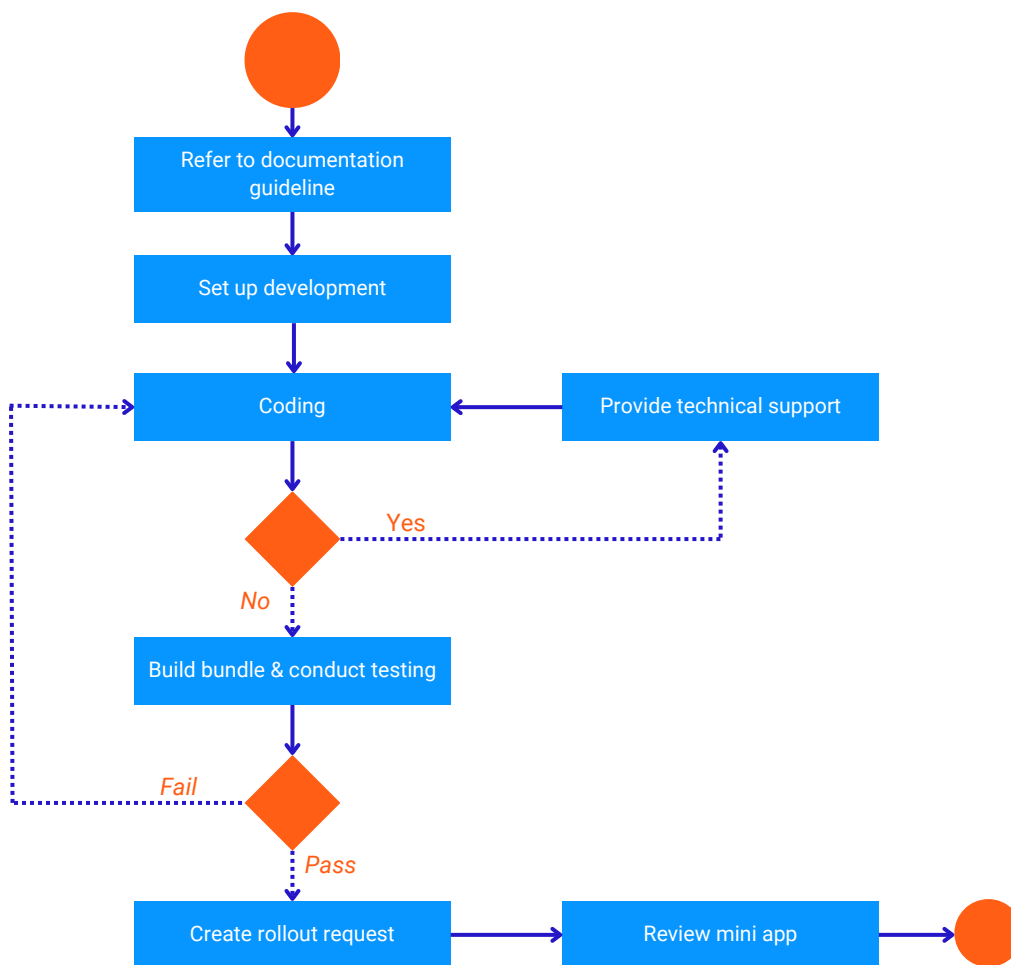 Refer to documentation
guideline
Set up development
Coding
Provide technical support
Yes
No
Build bundle & conduct testing
Fail
Pass
Create rollout request
Review mini app